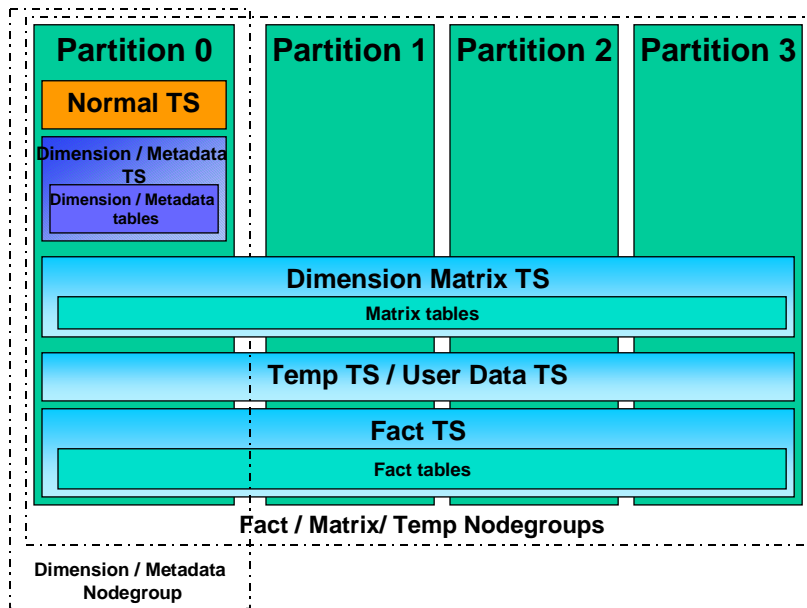 Partition 0
Partition 1
Partition 2
Partition 3
Normal TS
Dimension / Metadata
TS
Dimension / Metadata
tables
Dimension Matrix TS
Matrix tables
Temp TS / User Data TS
Fact TS
Fact tables
Fact / Matrix/ Temp Nodegroups
Dimension / Metadata
Nodegroup